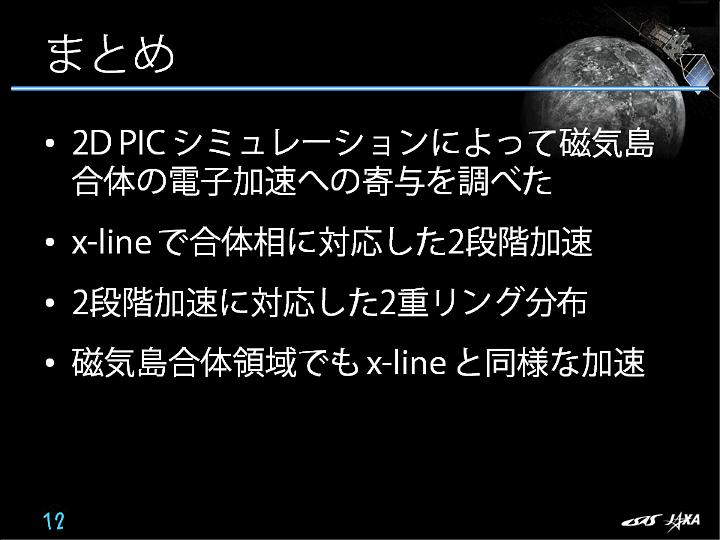 まとめ
• 2D PIC シミュレーションによって磁気島
合体の電子加速への寄与を調べた
• x-line で合体相に対応した2段階加速
• 2段階加速に対応した2重リング分布
• 磁気島合体領域でも x-line と同様な加速
12
ISAS JAXA